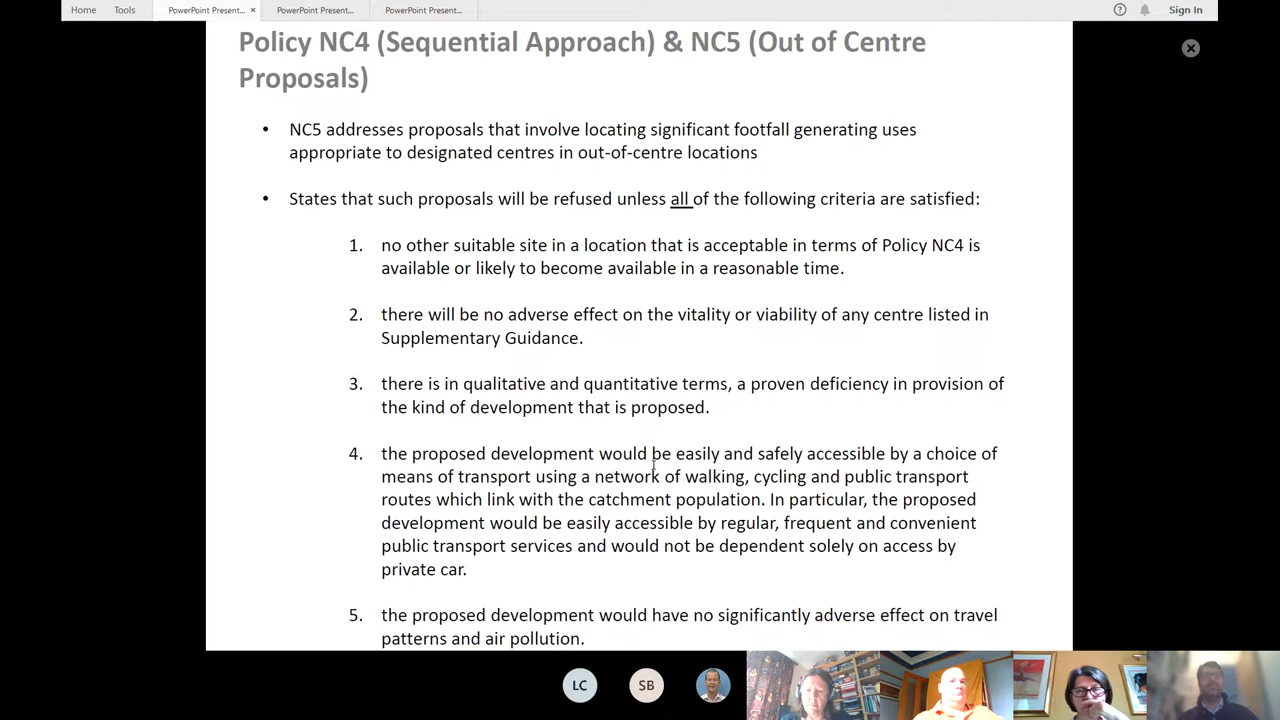 Home Tools PowerPoint Present... × PowerPoint Present... PowerPoint Present... Sign In
Policy NC4 (Sequential Approach) & NC5 (Out of Centre
Proposals)
• NC5 addresses proposals that involve locating significant footfall generating uses
appropriate to designated centres in out-of-centre locations
• States that such proposals will be refused unless all of the following criteria are satisfied:
1. no other suitable site in a location that is acceptable in terms of Policy NC4 is
available or likely to become available in a reasonable time.
2. there will be no adverse effect on the vitality or viability of any centre listed in
Supplementary Guidance.
3. there is in qualitative and quantitative terms, a proven deficiency in provision of
the kind of development that is proposed.
4. the proposed development would be easily and safely accessible by a choice of
means of transport using a network of walking, cycling and public transport
routes which link with the catchment population. In particular, the proposed
development would be easily accessible by regular, frequent and convenient
public transport services and would not be dependent solely on access by
private car.
5. the proposed development would have no significantly adverse effect on travel
patterns and air pollution.
LC SB